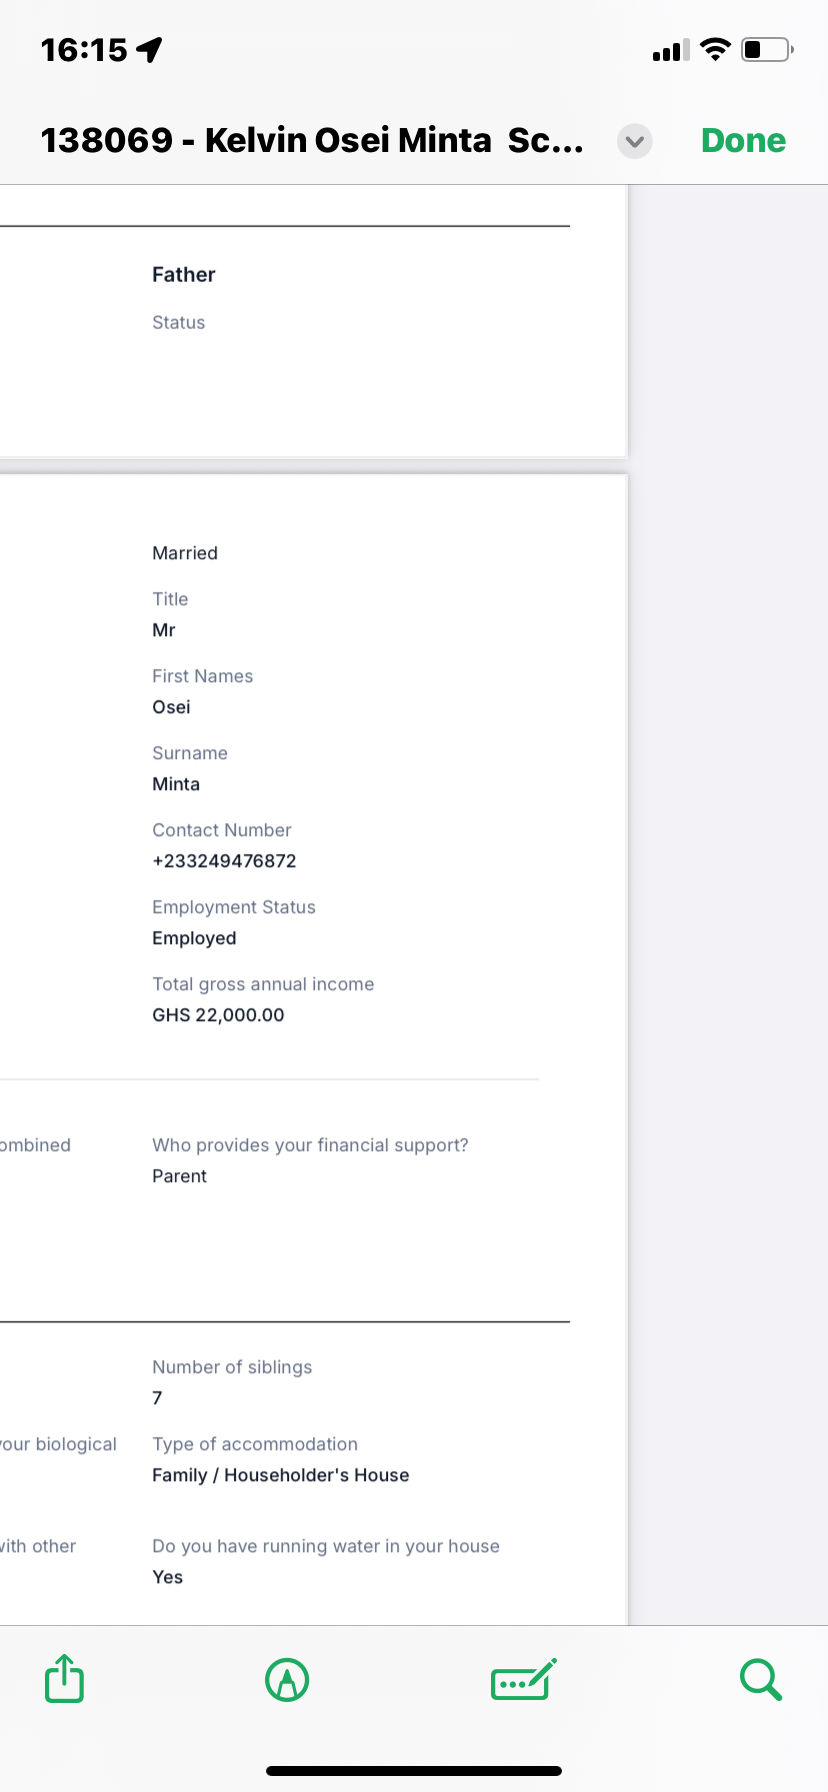 16:15
138069 - Kelvin Osei Minta Sc...
Done
Father
Status
Married
Title
Mr
First Names
Osei
Surname
Minta
Contact Number
+233249476872
Employment Status
Employed
Total gross annual income
GHS 22,000.00
ombined
Who provides your financial support?
Parent
Number of siblings
7
our biological
Type of accommodation
Family / Householder's House
ith other
Do you have running water in your house
Yes